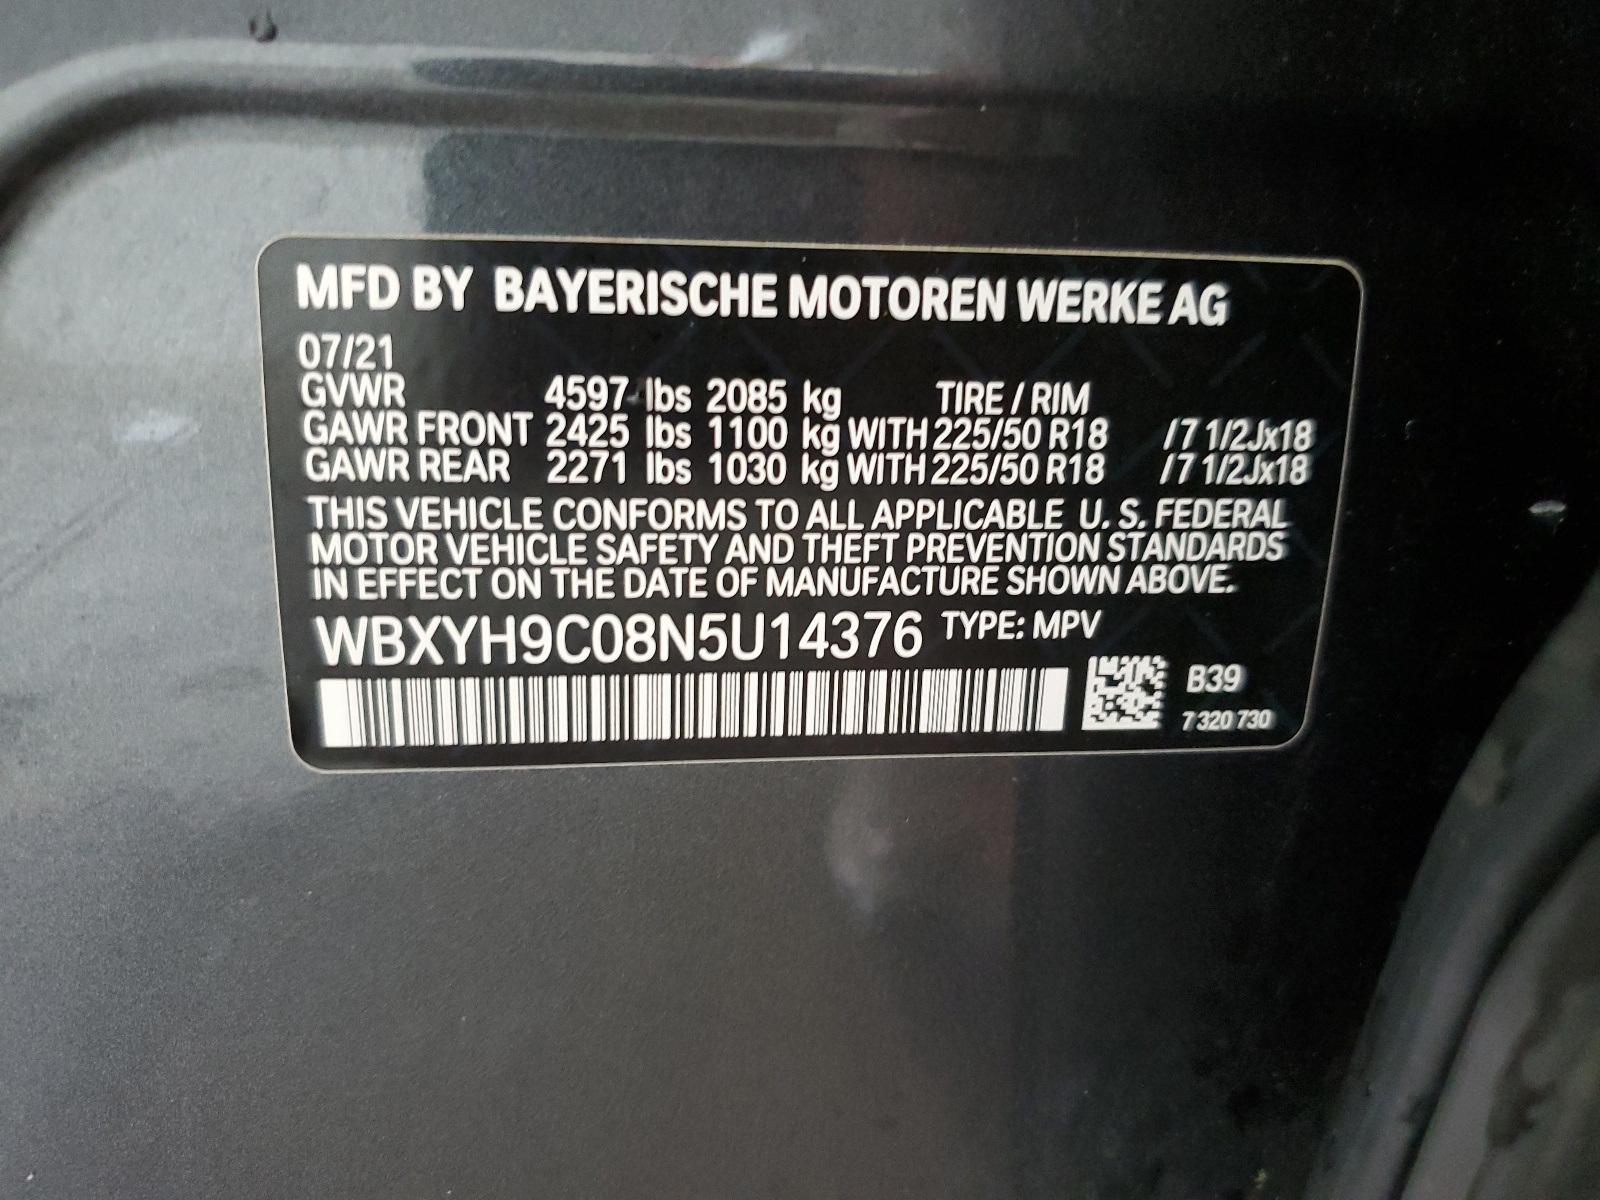 MFD BY BAYERISCHE MOTOREN WERKE AG
07/21
GVWR 4597 lbs 2085 kg TIRE / RIM
GAWR FRONT 2425 lbs 1100 kg WITH 225/50 R18 /7 1/2Jx18
GAWR REAR 2271 lbs 1030 kg WITH 225/50 R18 /7 1/2Jx18
THIS VEHICLE CONFORMS TO ALL APPLICABLE U. S. FEDERAL
MOTOR VEHICLE SAFETY AND THEFT PREVENTION STANDARDS
IN EFFECT ON THE DATE OF MANUFACTURE SHOWN ABOVE.
WBXYH9C08N5U14376 TYPE: MPV
B39
7 320 730